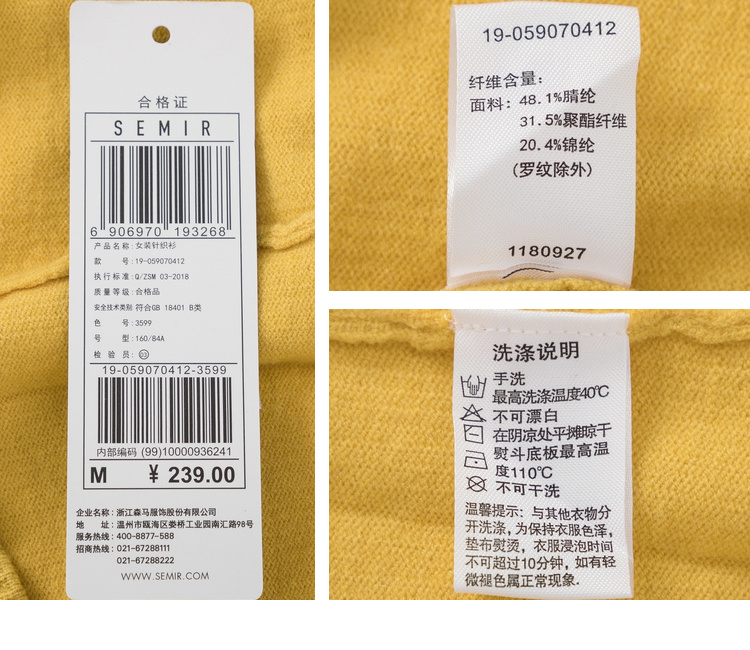 合格证
SEMIR
6 906970 193268
产品名称:女装针织衫
款 号:19-059070412
执行标准:Q/ZSM 03-2018
质量等级:合格品
安全技术类别:符合GB 18401 B类
色 号:3599
号 型:160/84A
检 验 员:03
19-059070412-3599
内部编码 (99)10000936241
M ¥ 239.00
企业名称:浙江森马服饰股份有限公司
地 址:温州市瓯海区娄桥工业园南汇路98号
服务热线:400-8877-588
招商热线:021-67288111
021-67288222
WWW.SEMIR.COM
19-059070412
纤维含量:
面料:48.1%腈纶
31.5%聚酯纤维
20.4%锦纶
(罗纹除外)
1180927
洗涤说明
手洗
最高洗涤温度40℃
不可漂白
在阴凉处平摊晾干
熨斗底板最高温
度110℃
不可干洗
温馨提示:与其他衣物分
开洗涤,为保持衣服色泽,
垫布熨烫,衣服浸泡时间
不可超过10分钟,如有轻
微褪色属正常现象.